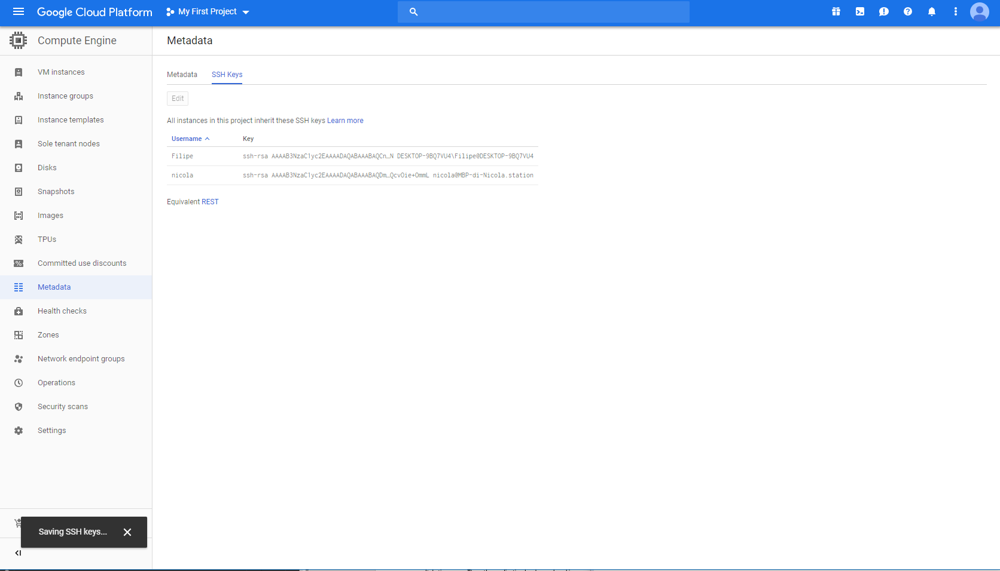 Google Cloud Platform
My First Project
Compute Engine
Metadata
VM instances
Instance groups
Instance templates
Sole tenant nodes
Disks
Snapshots
Images
TPUs
Committed use discounts
Metadata
Health checks
Zones
Network endpoint groups
Operations
Security scans
Settings
Metadata SSH Keys
Edit
All instances in this project inherit these SSH keys Learn more
Username Key
Filipe ssh-rsa AAAAB3NzaC1yc2EAAAADAQABAAABAQCn…N DESKTOP-9BQ7VU4\Filipe@DESKTOP-9BQ7VU4
nicola ssh-rsa AAAAB3NzaC1yc2EAAAADAQABAAABAQDm…QcvOie+OmmL nicola@MBP-di-Nicola.station
Equivalent REST
Saving SSH keys...